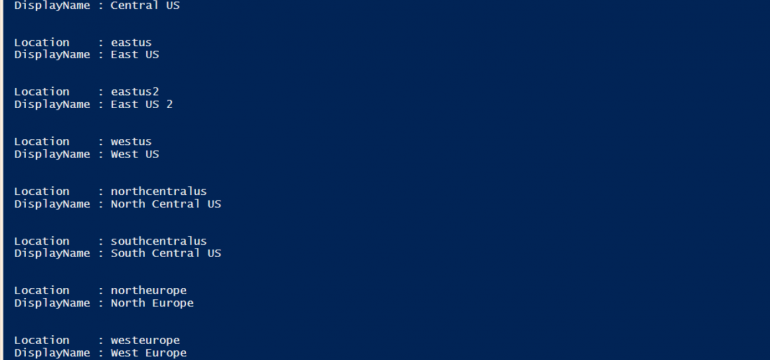 DisplayName : Central US
Location    : eastus
DisplayName : East US
Location    : eastus2
DisplayName : East US 2
Location    : westus
DisplayName : West US
Location    : northcentralus
DisplayName : North Central US
Location    : southcentralus
DisplayName : South Central US
Location    : northeurope
DisplayName : North Europe
Location    : westeurope
DisplayName : West Europe